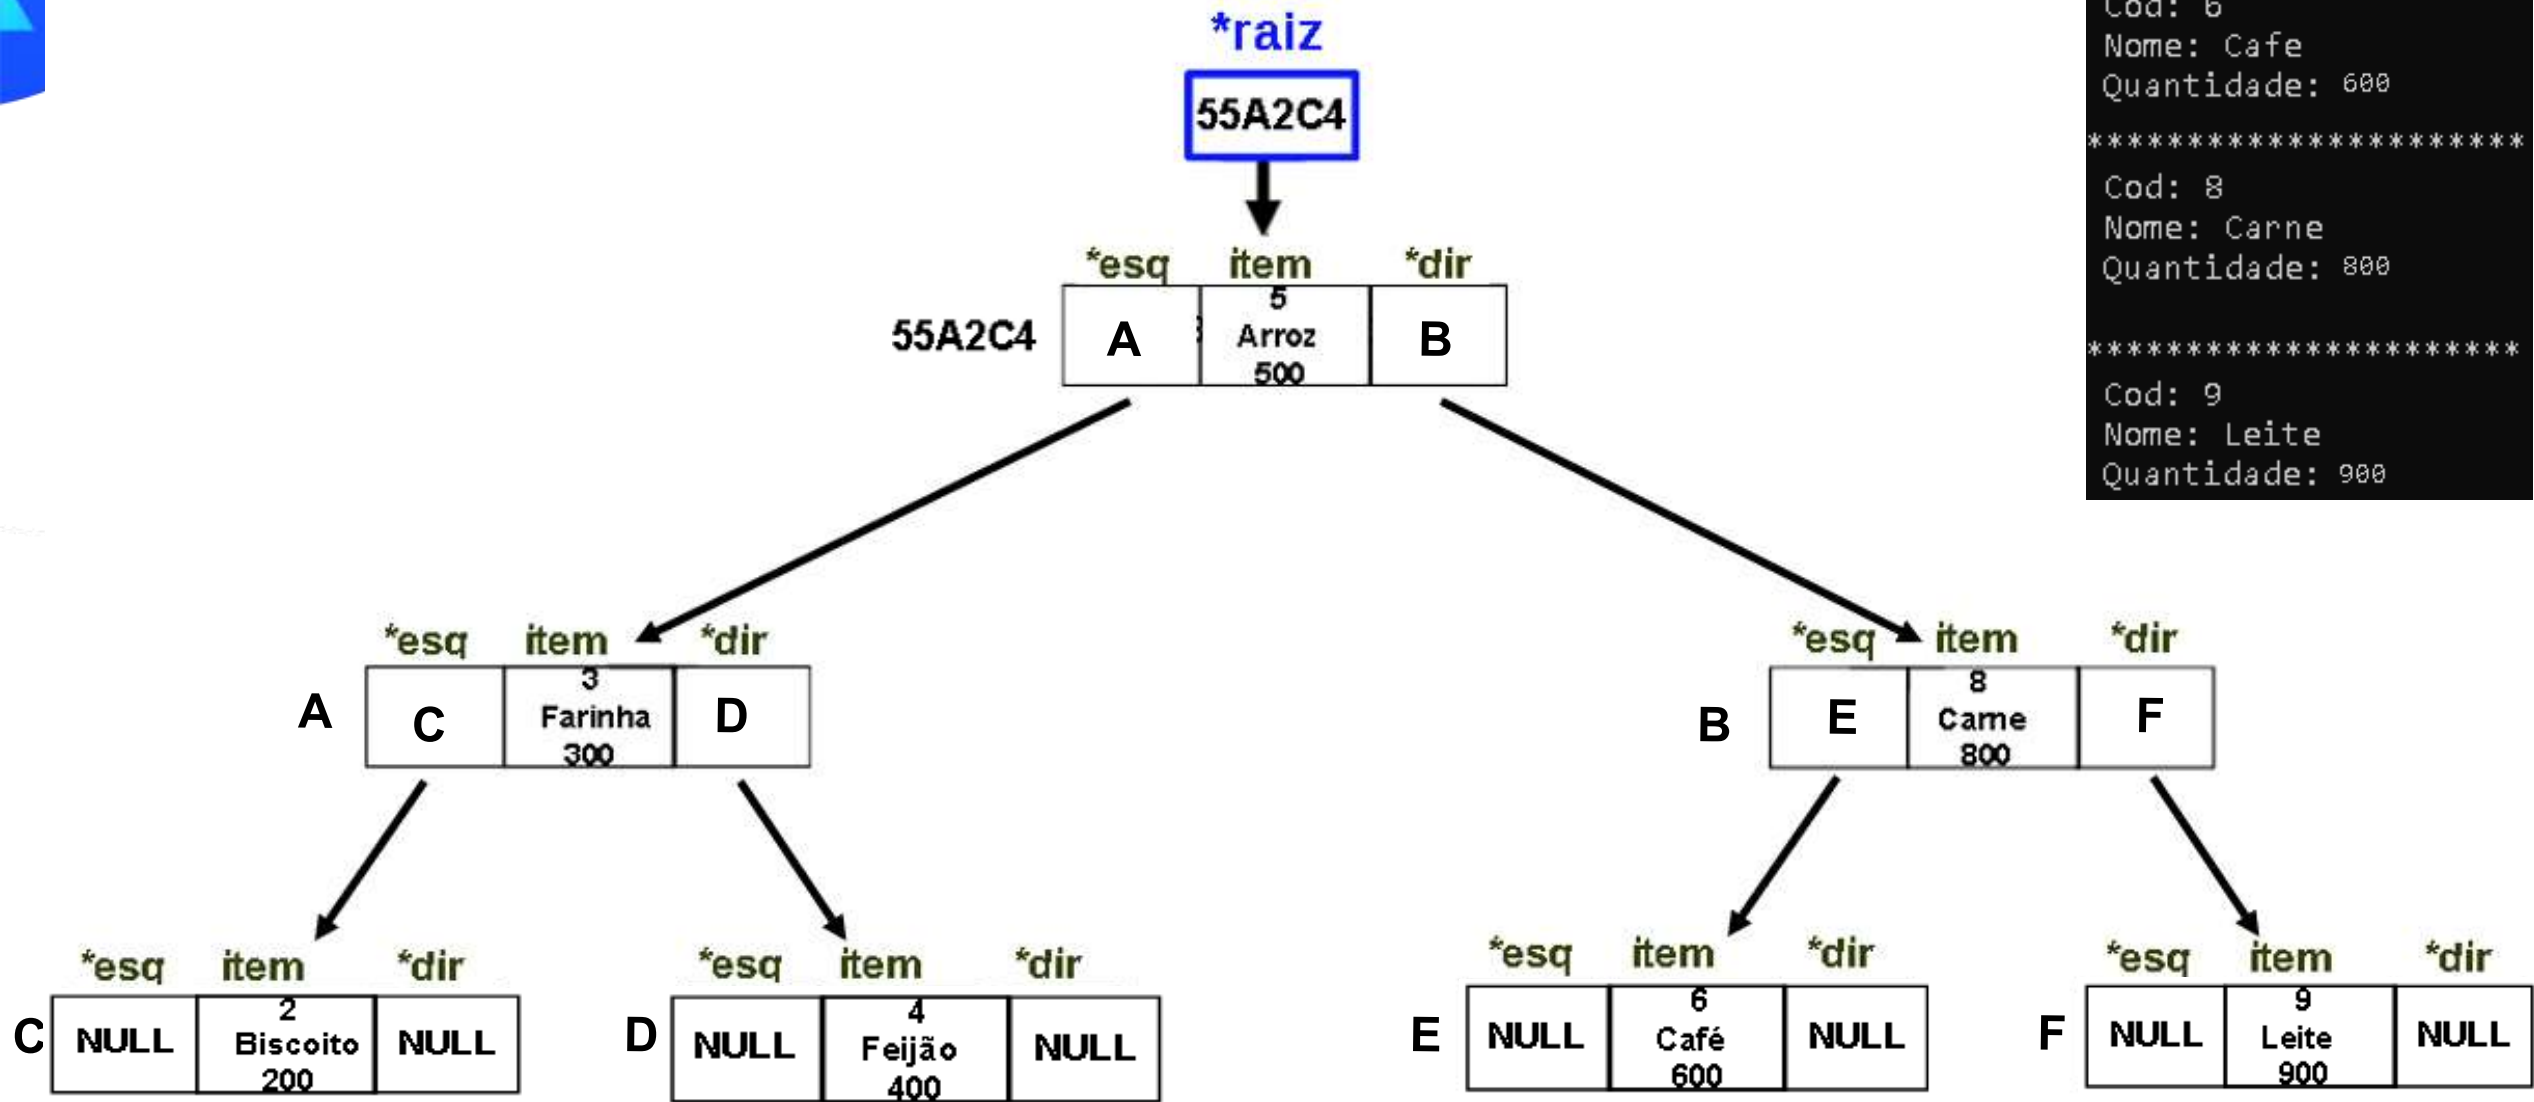 *raiz
55A2C4
*esq item *dir
55A2C4 A 5 B
Arroz
500
*esq item *dir
A C 3 D
Farinha
300
*esq item *dir
B E 8 F
Carne
800
*esq item *dir
C NULL 2 NULL
Biscoito
200
*esq item *dir
D NULL 4 NULL
Feijão
400
*esq item *dir
E NULL 6 NULL
Café
600
*esq item *dir
F NULL 9 NULL
Leite
900
Cod: 6
Nome: Cafe
Quantidade: 600
**********************
Cod: 8
Nome: Carne
Quantidade: 800
**********************
Cod: 9
Nome: Leite
Quantidade: 900